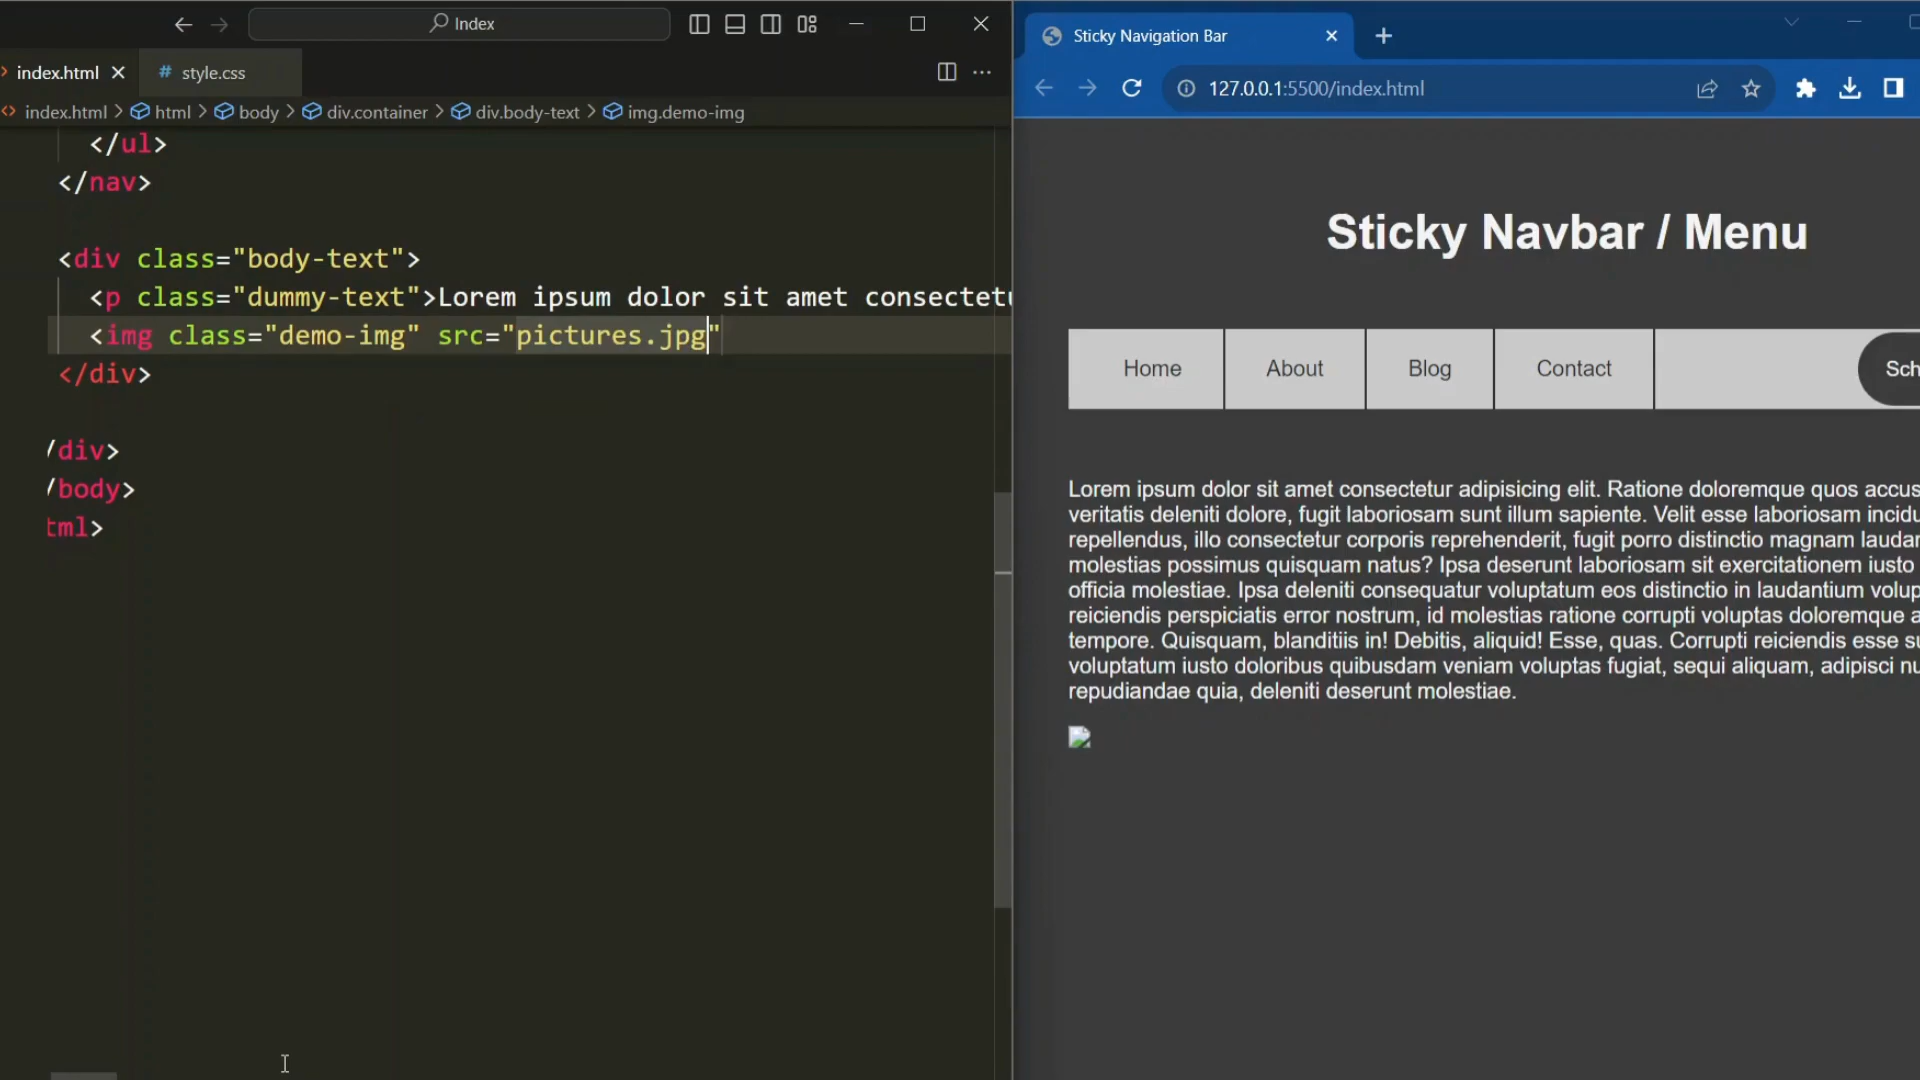 Index
index.html
# style.css
index.html > html > body > div.container > div.body-text > img.demo-img
</ul>
</nav>
<div class="body-text">
<p class="dummy-text">Lorem ipsum dolor sit amet consectetu
<img class="demo-img" src="pictures.jpg"
</div>
/div>
/body>
tml>
Sticky Navigation Bar
127.0.0.1:5500/index.html
Sticky Navbar / Menu
Home
About
Blog
Contact
Sch
Lorem ipsum dolor sit amet consectetur adipisicing elit. Ratione doloremque quos accus
veritatis deleniti dolore, fugit laboriosam sunt illum sapiente. Velit esse laboriosam incidu
repellendus, illo consectetur corporis reprehenderit, fugit porro distinctio magnam laudan
molestias possimus quisquam natus? Ipsa deserunt laboriosam sit exercitationem iusto
officia molestiae. Ipsa deleniti consequatur voluptatum eos distinctio in laudantium volup
reiciendis perspiciatis error nostrum, id molestias ratione corrupti voluptas doloremque a
tempore. Quisquam, blanditiis in! Debitis, aliquid! Esse, quas. Corrupti reiciendis esse su
voluptatum iusto doloribus quibusdam veniam voluptas fugiat, sequi aliquam, adipisci nu
repudiandae quia, deleniti deserunt molestiae.